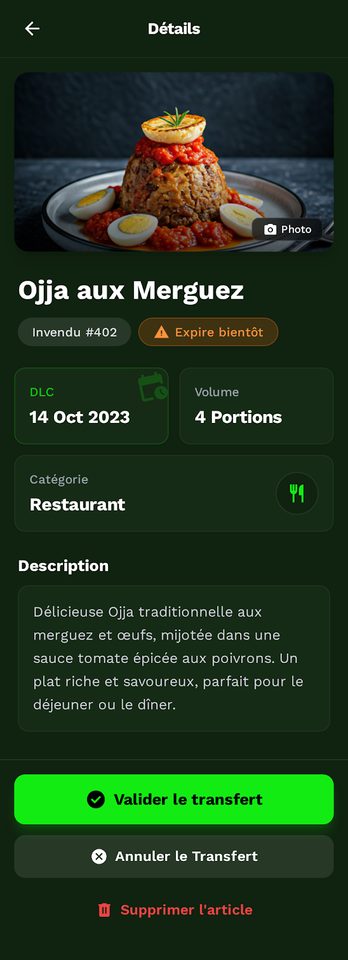 Détails
Photo
Ojja aux Merguez
Invendu #402
Expire bientôt
DLC
14 Oct 2023
Volume
4 Portions
Catégorie
Restaurant
Description
Délicieuse Ojja traditionnelle aux
merguez et œufs, mijotée dans une
sauce tomate épicée aux poivrons. Un
plat riche et savoureux, parfait pour le
déjeuner ou le dîner.
Valider le transfert
Annuler le Transfert
Supprimer l'article